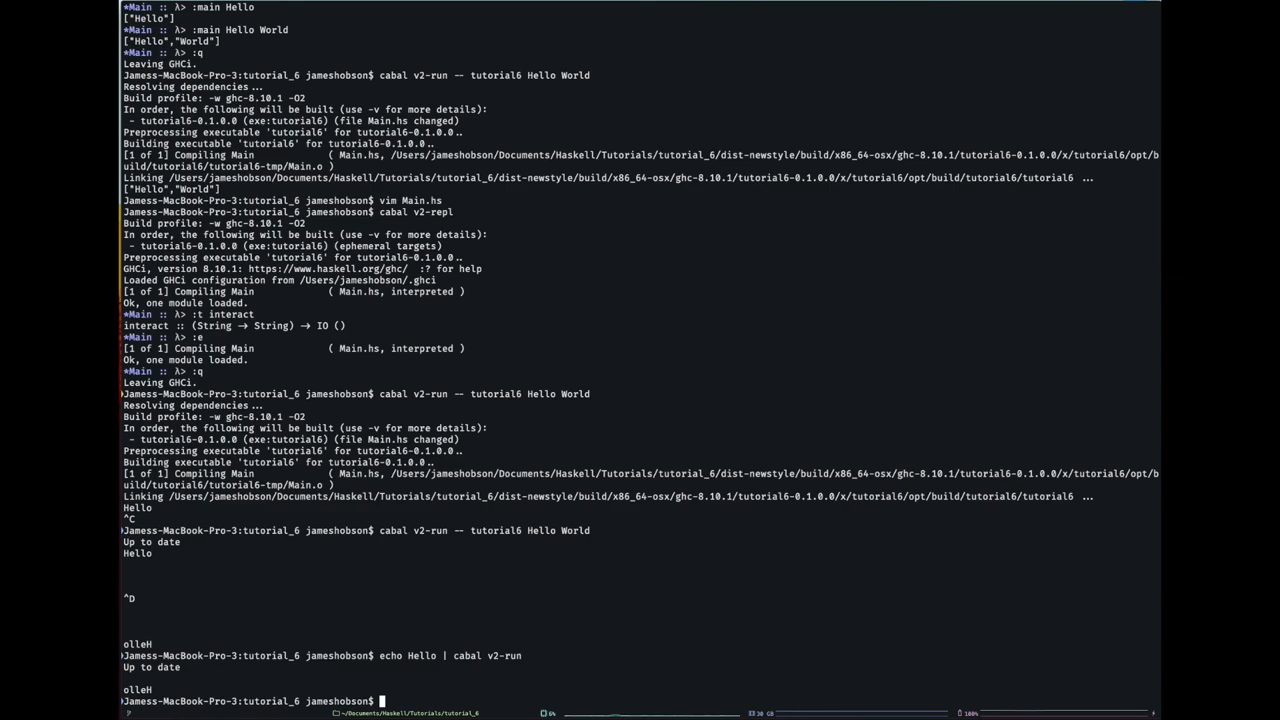 *Main :: λ> :main Hello
["Hello"]
*Main :: λ> :main Hello World
["Hello","World"]
*Main :: λ> :q
Leaving GHCi.
Jamess-MacBook-Pro-3:tutorial_6 jameshobson$ cabal v2-run -- tutorial6 Hello World
Resolving dependencies...
Build profile: -w ghc-8.10.1 -O2
In order, the following will be built (use -v for more details):
 - tutorial6-0.1.0.0 (exe:tutorial6) (file Main.hs changed)
Preprocessing executable 'tutorial6' for tutorial6-0.1.0.0..
Building executable 'tutorial6' for tutorial6-0.1.0.0..
[1 of 1] Compiling Main             ( Main.hs, /Users/jameshobson/Documents/Haskell/Tutorials/tutorial_6/dist-newstyle/build/x86_64-osx/ghc-8.10.1/tutorial6-0.1.0.0/x/tutorial6/opt/b
uild/tutorial6/tutorial6-tmp/Main.o )
Linking /Users/jameshobson/Documents/Haskell/Tutorials/tutorial_6/dist-newstyle/build/x86_64-osx/ghc-8.10.1/tutorial6-0.1.0.0/x/tutorial6/opt/build/tutorial6/tutorial6 ...
["Hello","World"]
Jamess-MacBook-Pro-3:tutorial_6 jameshobson$ vim Main.hs
Jamess-MacBook-Pro-3:tutorial_6 jameshobson$ cabal v2-repl
Build profile: -w ghc-8.10.1 -O2
In order, the following will be built (use -v for more details):
 - tutorial6-0.1.0.0 (exe:tutorial6) (ephemeral targets)
Preprocessing executable 'tutorial6' for tutorial6-0.1.0.0..
GHCi, version 8.10.1: https://www.haskell.org/ghc/  :? for help
Loaded GHCi configuration from /Users/jameshobson/.ghci
[1 of 1] Compiling Main             ( Main.hs, interpreted )
Ok, one module loaded.
*Main :: λ> :t interact
interact :: (String → String) → IO ()
*Main :: λ> :e
[1 of 1] Compiling Main             ( Main.hs, interpreted )
Ok, one module loaded.
*Main :: λ> :q
Leaving GHCi.
Jamess-MacBook-Pro-3:tutorial_6 jameshobson$ cabal v2-run -- tutorial6 Hello World
Resolving dependencies...
Build profile: -w ghc-8.10.1 -O2
In order, the following will be built (use -v for more details):
 - tutorial6-0.1.0.0 (exe:tutorial6) (file Main.hs changed)
Preprocessing executable 'tutorial6' for tutorial6-0.1.0.0..
Building executable 'tutorial6' for tutorial6-0.1.0.0..
[1 of 1] Compiling Main             ( Main.hs, /Users/jameshobson/Documents/Haskell/Tutorials/tutorial_6/dist-newstyle/build/x86_64-osx/ghc-8.10.1/tutorial6-0.1.0.0/x/tutorial6/opt/b
uild/tutorial6/tutorial6-tmp/Main.o )
Linking /Users/jameshobson/Documents/Haskell/Tutorials/tutorial_6/dist-newstyle/build/x86_64-osx/ghc-8.10.1/tutorial6-0.1.0.0/x/tutorial6/opt/build/tutorial6/tutorial6 ...
Hello
^C
Jamess-MacBook-Pro-3:tutorial_6 jameshobson$ cabal v2-run -- tutorial6 Hello World
Up to date
Hello
^D
olleH
Jamess-MacBook-Pro-3:tutorial_6 jameshobson$ echo Hello | cabal v2-run
Up to date
olleH
Jamess-MacBook-Pro-3:tutorial_6 jameshobson$
~/Documents/Haskell/Tutorials/tutorial_6 6% 30 GB 100%